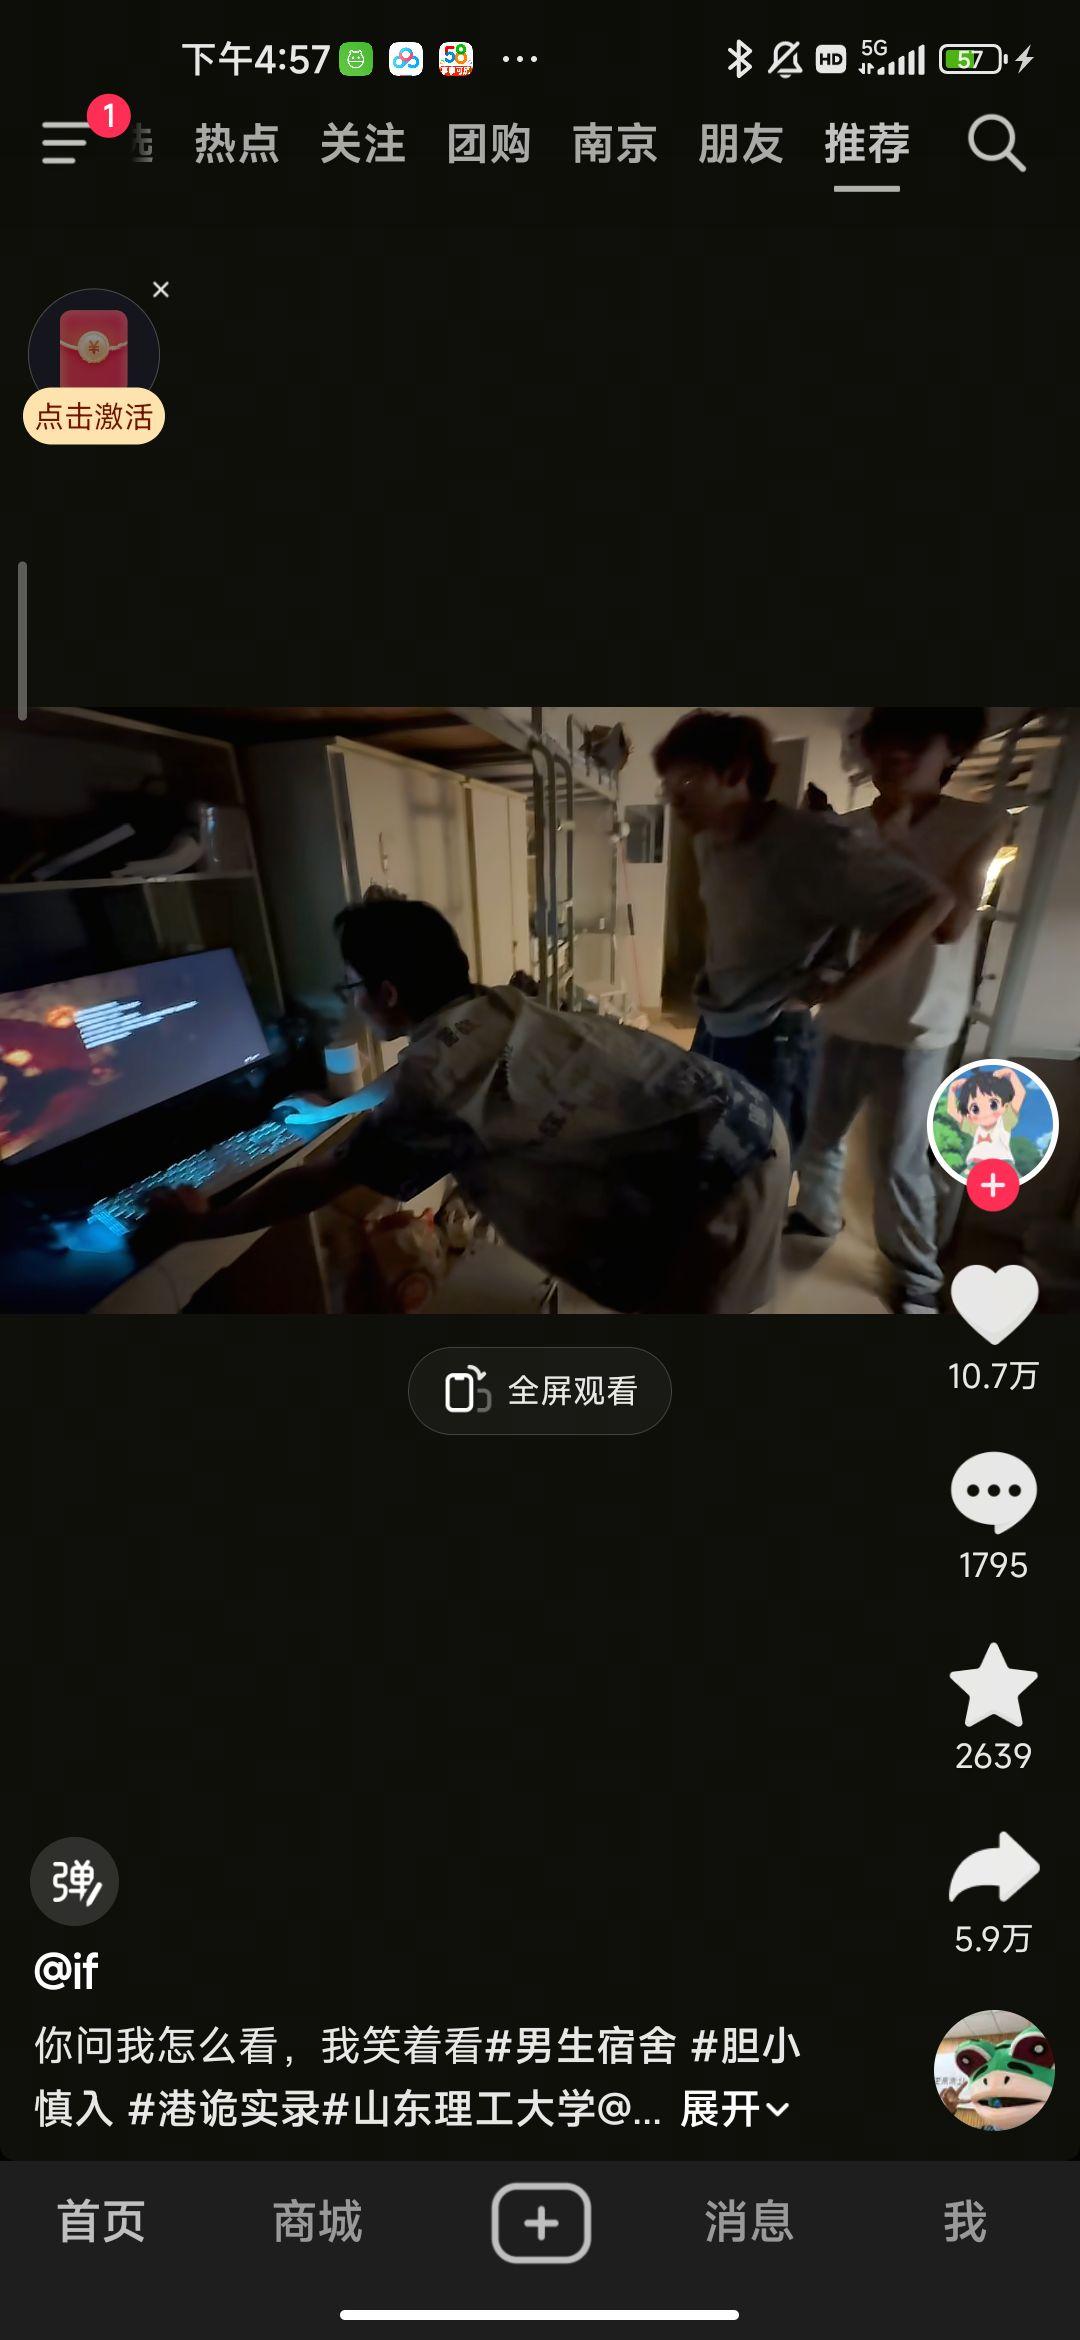 下午4:57
58
HD
5G
57
1
选 热点 关注 团购 南京 朋友 推荐
点击激活
全屏观看
10.7万
1795
2639
5.9万
弹
@if
你问我怎么看，我笑着看#男生宿舍 #胆小
慎入 #港诡实录#山东理工大学@... 展开
首页 商城 消息 我